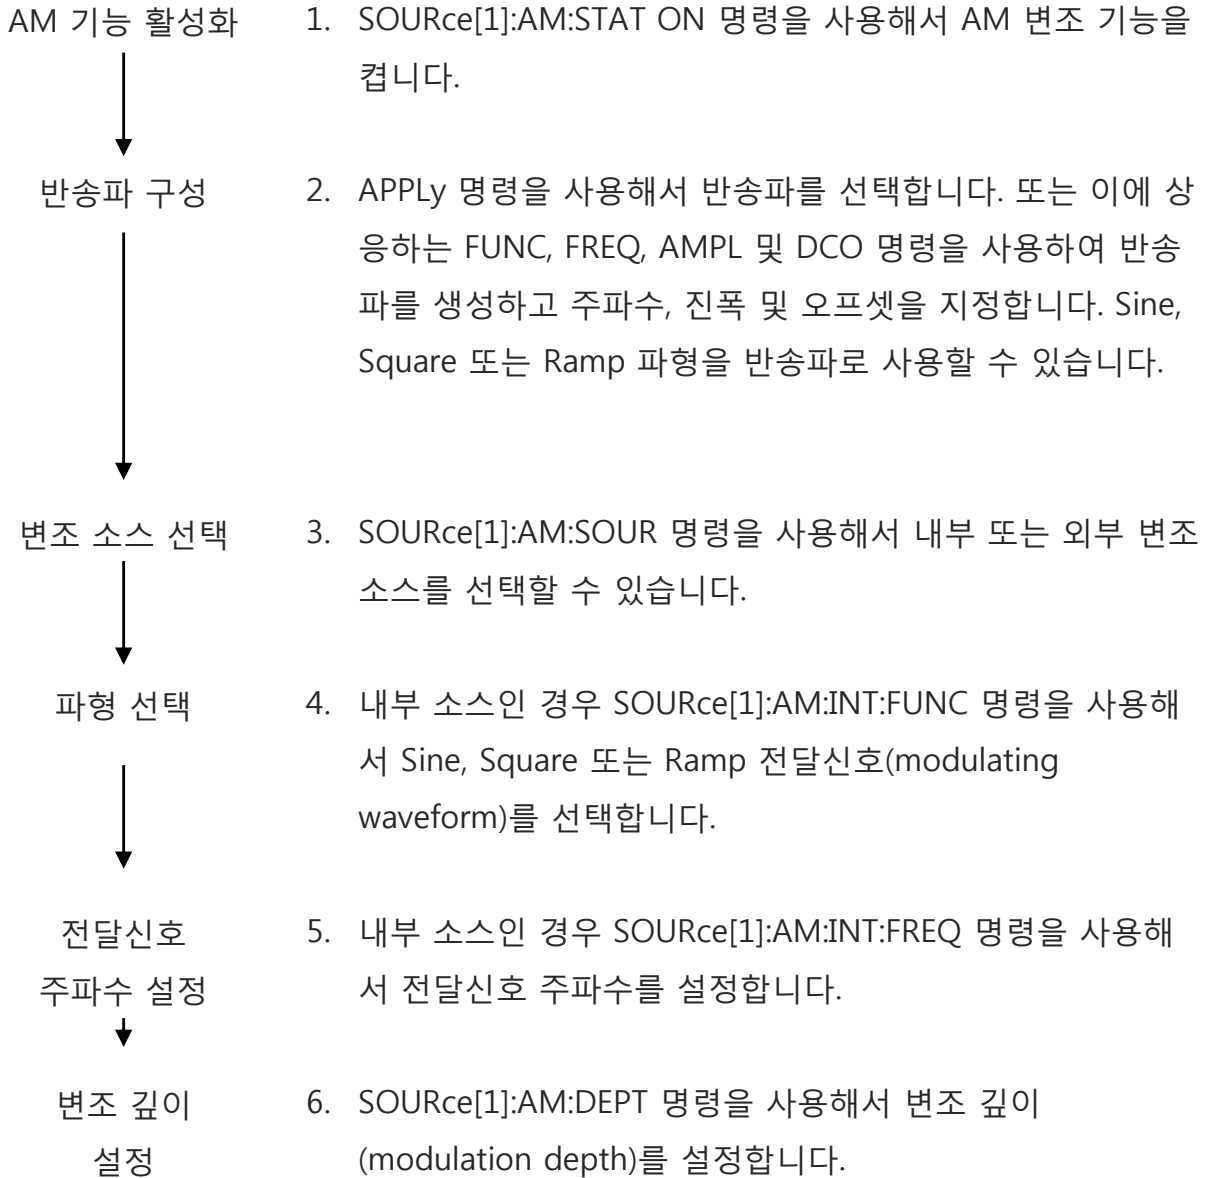 AM 기능 활성화
1. SOURce[1]:AM:STAT ON 명령을 사용해서 AM 변조 기능을
켭니다.
반송파 구성
2. APPLy 명령을 사용해서 반송파를 선택합니다. 또는 이에 상
응하는 FUNC, FREQ, AMPL 및 DCO 명령을 사용하여 반송
파를 생성하고 주파수, 진폭 및 오프셋을 지정합니다. Sine,
Square 또는 Ramp 파형을 반송파로 사용할 수 있습니다.
변조 소스 선택
3. SOURce[1]:AM:SOUR 명령을 사용해서 내부 또는 외부 변조
소스를 선택할 수 있습니다.
파형 선택
4. 내부 소스인 경우 SOURce[1]:AM:INT:FUNC 명령을 사용해
서 Sine, Square 또는 Ramp 전달신호(modulating
waveform)를 선택합니다.
전달신호
주파수 설정
5. 내부 소스인 경우 SOURce[1]:AM:INT:FREQ 명령을 사용해
서 전달신호 주파수를 설정합니다.
변조 깊이
설정
6. SOURce[1]:AM:DEPT 명령을 사용해서 변조 깊이
(modulation depth)를 설정합니다.